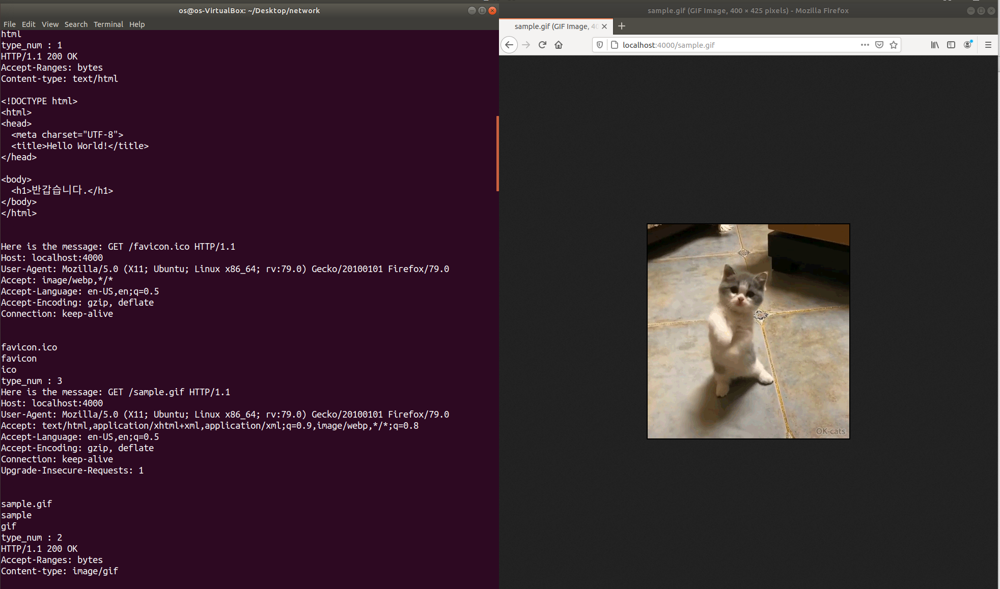 os@os-VirtualBox: ~/Desktop/network
File Edit View Search Terminal Help
html
type_num : 1
HTTP/1.1 200 OK
Accept-Ranges: bytes
Content-type: text/html
<!DOCTYPE html>
<html>
<head>
<meta charset="UTF-8">
<title>Hello World!</title>
</head>
<body>
<h1>반갑습니다.</h1>
</body>
</html>
Here is the message: GET /favicon.ico HTTP/1.1
Host: localhost:4000
User-Agent: Mozilla/5.0 (X11; Ubuntu; Linux x86_64; rv:79.0) Gecko/20100101 Firefox/79.0
Accept: image/webp,*/*
Accept-Language: en-US,en;q=0.5
Accept-Encoding: gzip, deflate
Connection: keep-alive
favicon.ico
favicon
ico
type_num : 3
Here is the message: GET /sample.gif HTTP/1.1
Host: localhost:4000
User-Agent: Mozilla/5.0 (X11; Ubuntu; Linux x86_64; rv:79.0) Gecko/20100101 Firefox/79.0
Accept: text/html,application/xhtml+xml,application/xml;q=0.9,image/webp,*/*;q=0.8
Accept-Language: en-US,en;q=0.5
Accept-Encoding: gzip, deflate
Connection: keep-alive
Upgrade-Insecure-Requests: 1
sample.gif
sample
gif
type_num : 2
HTTP/1.1 200 OK
Accept-Ranges: bytes
Content-type: image/gif
sample.gif (GIF Image, 400 × 425 pixels) - Mozilla Firefox
sample.gif (GIF Image, 40
localhost:4000/sample.gif
OK-cats